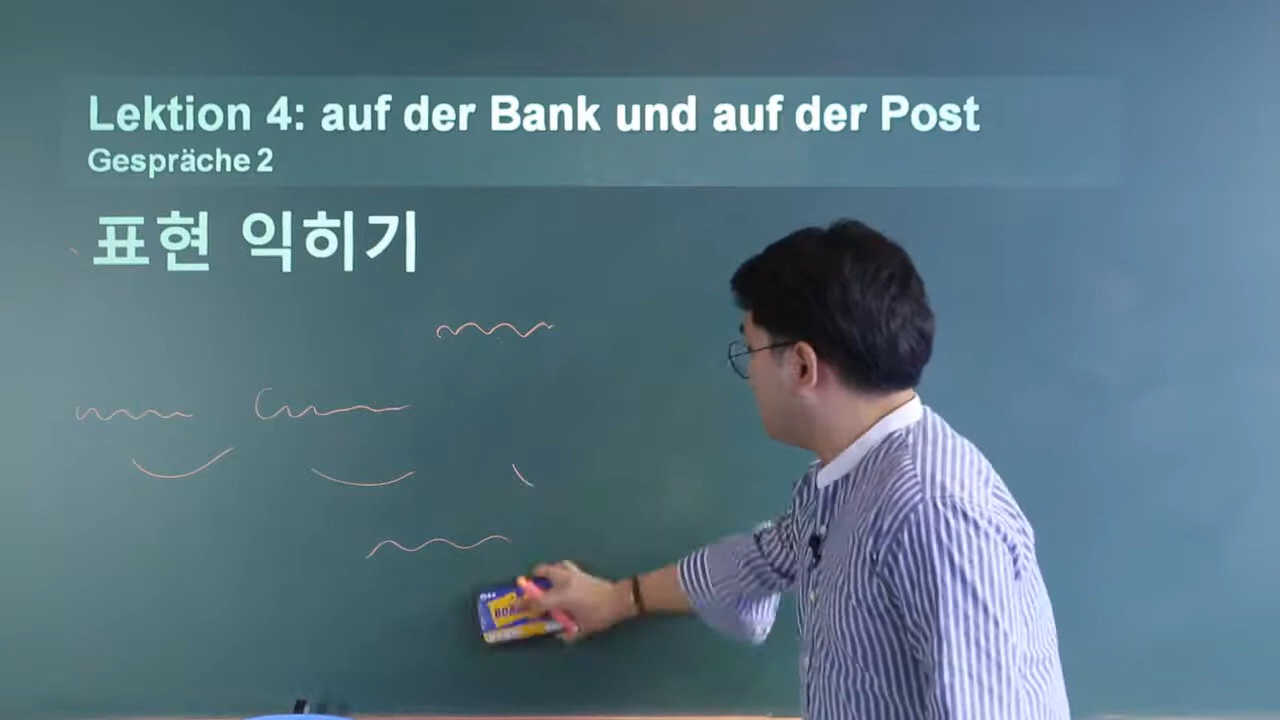 Lektion 4: auf der Bank und auf der Post
Gespräche 2
표현 익히기